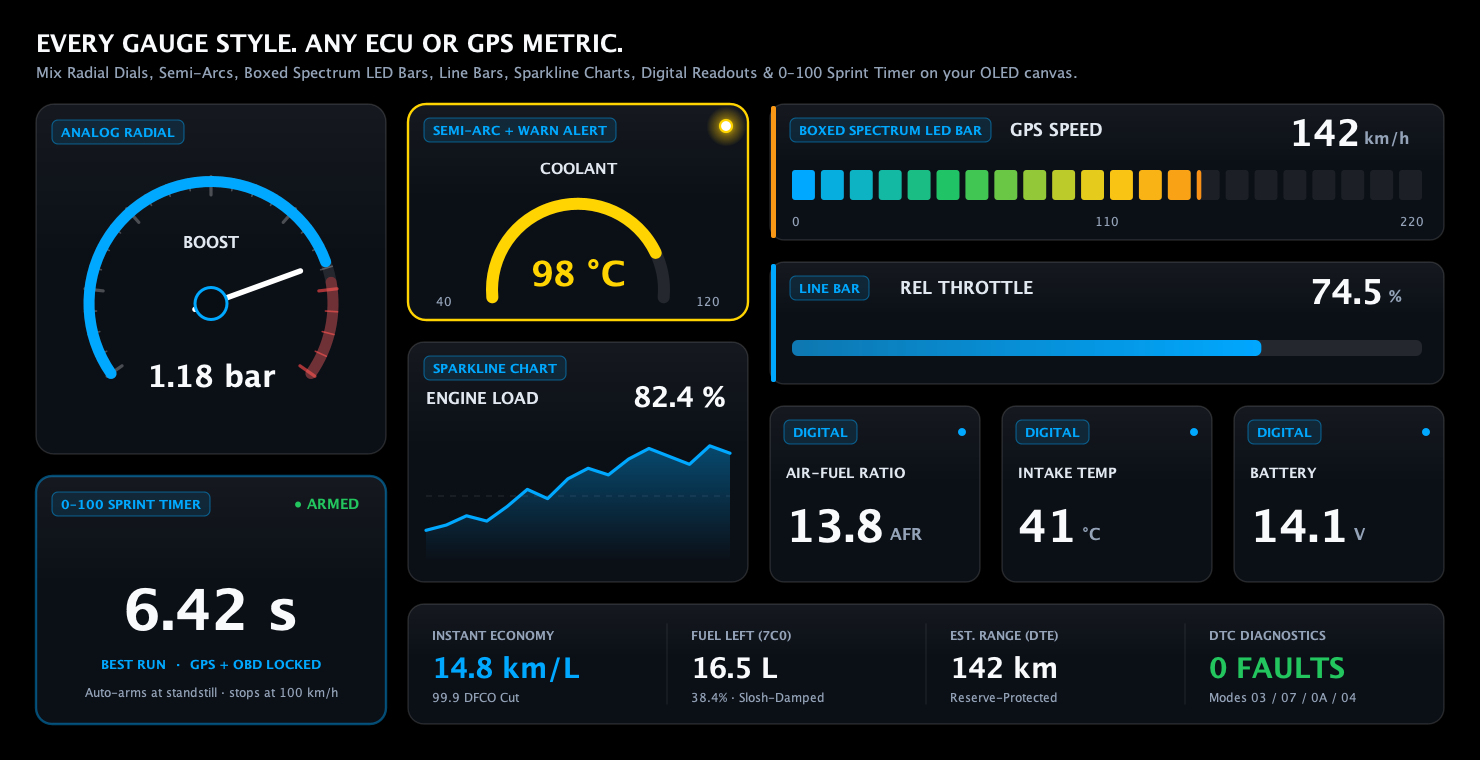 EVERY GAUGE STYLE. ANY ECU OR GPS METRIC.
Mix Radial Dials, Semi-Arcs, Boxed Spectrum LED Bars, Line Bars, Sparkline Charts, Digital Readouts & 0-100 Sprint Timer on your OLED canvas.
ANALOG RADIAL
BOOST
1.18 bar
0-100 SPRINT TIMER
● ARMED
6.42 s
BEST RUN · GPS + OBD LOCKED
Auto-arms at standstill · stops at 100 km/h
SEMI-ARC + WARN ALERT
COOLANT
98 °C
40
120
SPARKLINE CHART
ENGINE LOAD
82.4 %
BOXED SPECTRUM LED BAR
GPS SPEED
142 km/h
0
110
220
LINE BAR
REL THROTTLE
74.5 %
DIGITAL
AIR-FUEL RATIO
13.8 AFR
DIGITAL
INTAKE TEMP
41 °C
DIGITAL
BATTERY
14.1 V
INSTANT ECONOMY
14.8 km/L
99.9 DFCO Cut
FUEL LEFT (7C0)
16.5 L
38.4% · Slosh-Damped
EST. RANGE (DTE)
142 km
Reserve-Protected
DTC DIAGNOSTICS
0 FAULTS
Modes 03 / 07 / 0A / 04